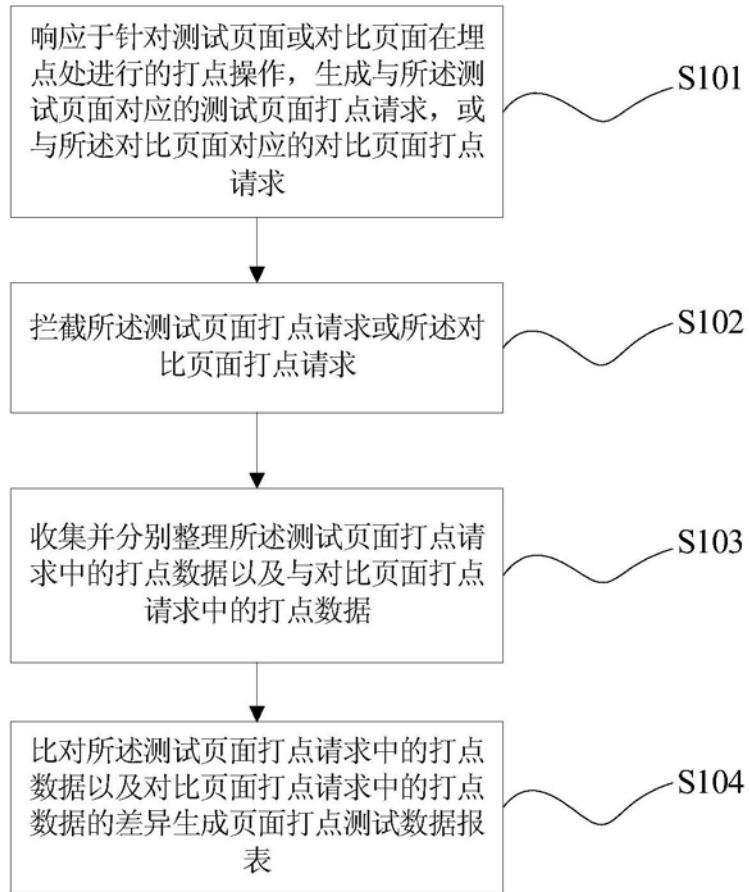 响应于针对测试页面或对比页面在埋
点处进行的打点操作，生成与所述测
试页面对应的测试页面打点请求，或
与所述对比页面对应的对比页面打点
请求
S101
拦截所述测试页面打点请求或所述对
比页面打点请求
S102
收集并分别整理所述测试页面打点请
求中的打点数据以及与对比页面打点
请求中的打点数据
S103
比对所述测试页面打点请求中的打点
数据以及对比页面打点请求中的打点
数据的差异生成页面打点测试数据报
表
S104